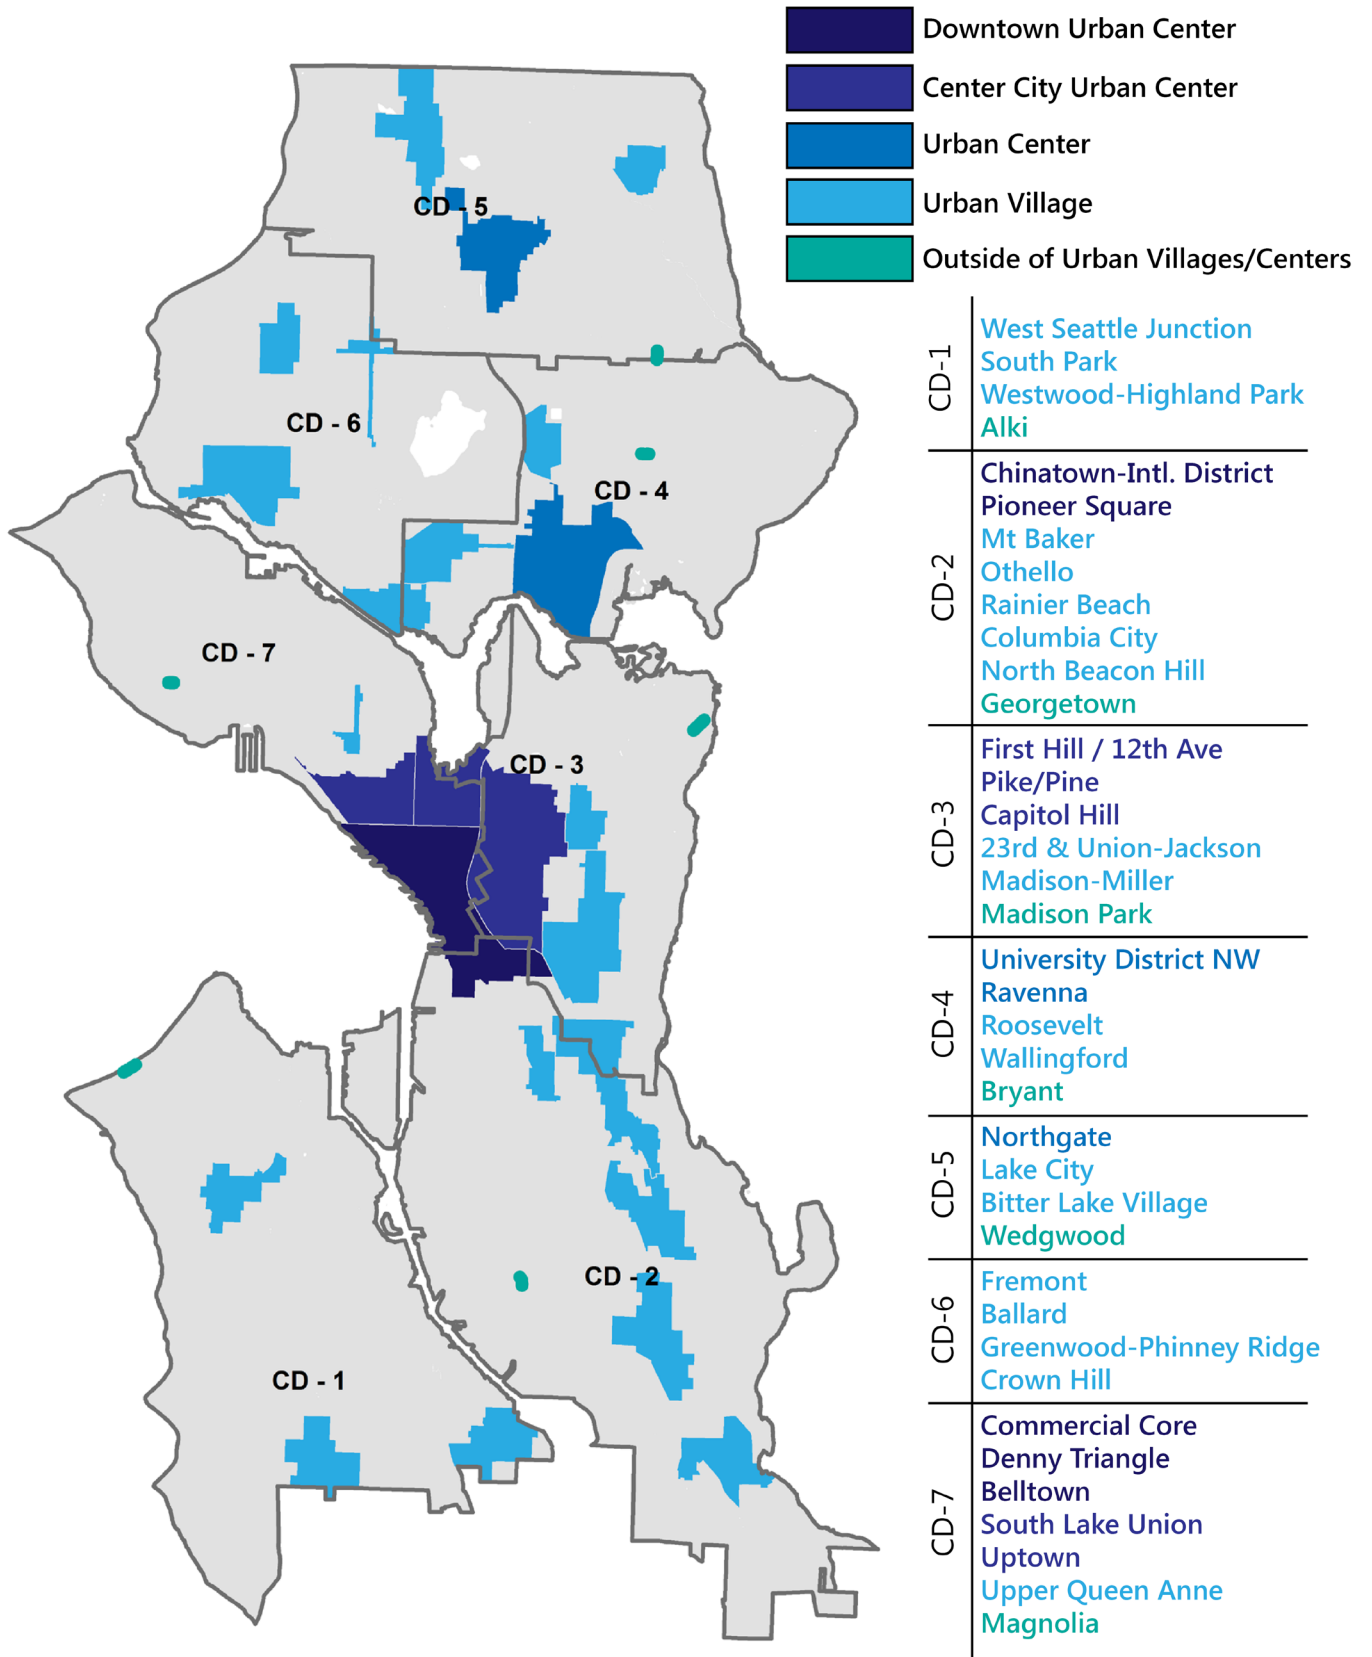 Downtown Urban Center
Center City Urban Center
Urban Center
Urban Village
Outside of Urban Villages/Centers
CD - 5
CD - 6
CD - 4
CD - 7
CD - 3
CD - 2
CD - 1
CD-1
West Seattle Junction
South Park
Westwood-Highland Park
Alki
CD-2
Chinatown-Intl. District
Pioneer Square
Mt Baker
Othello
Rainier Beach
Columbia City
North Beacon Hill
Georgetown
CD-3
First Hill / 12th Ave
Pike/Pine
Capitol Hill
23rd & Union-Jackson
Madison-Miller
Madison Park
CD-4
University District NW
Ravenna
Roosevelt
Wallingford
Bryant
CD-5
Northgate
Lake City
Bitter Lake Village
Wedgwood
CD-6
Fremont
Ballard
Greenwood-Phinney Ridge
Crown Hill
CD-7
Commercial Core
Denny Triangle
Belltown
South Lake Union
Uptown
Upper Queen Anne
Magnolia